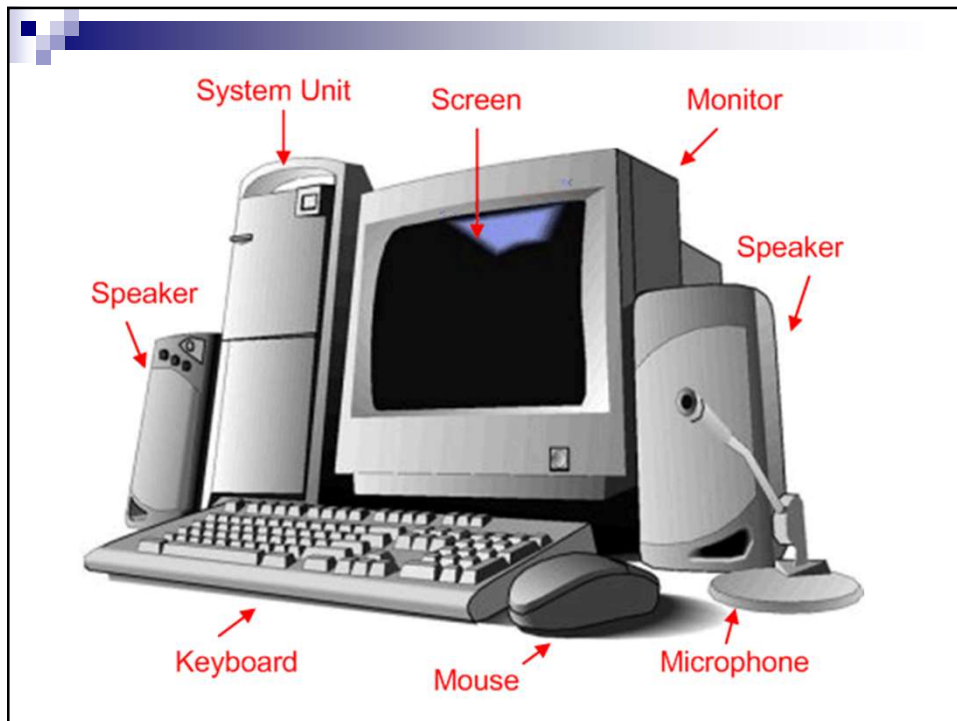 System Unit
Screen
Monitor
Speaker
Speaker
Keyboard
Mouse
Microphone